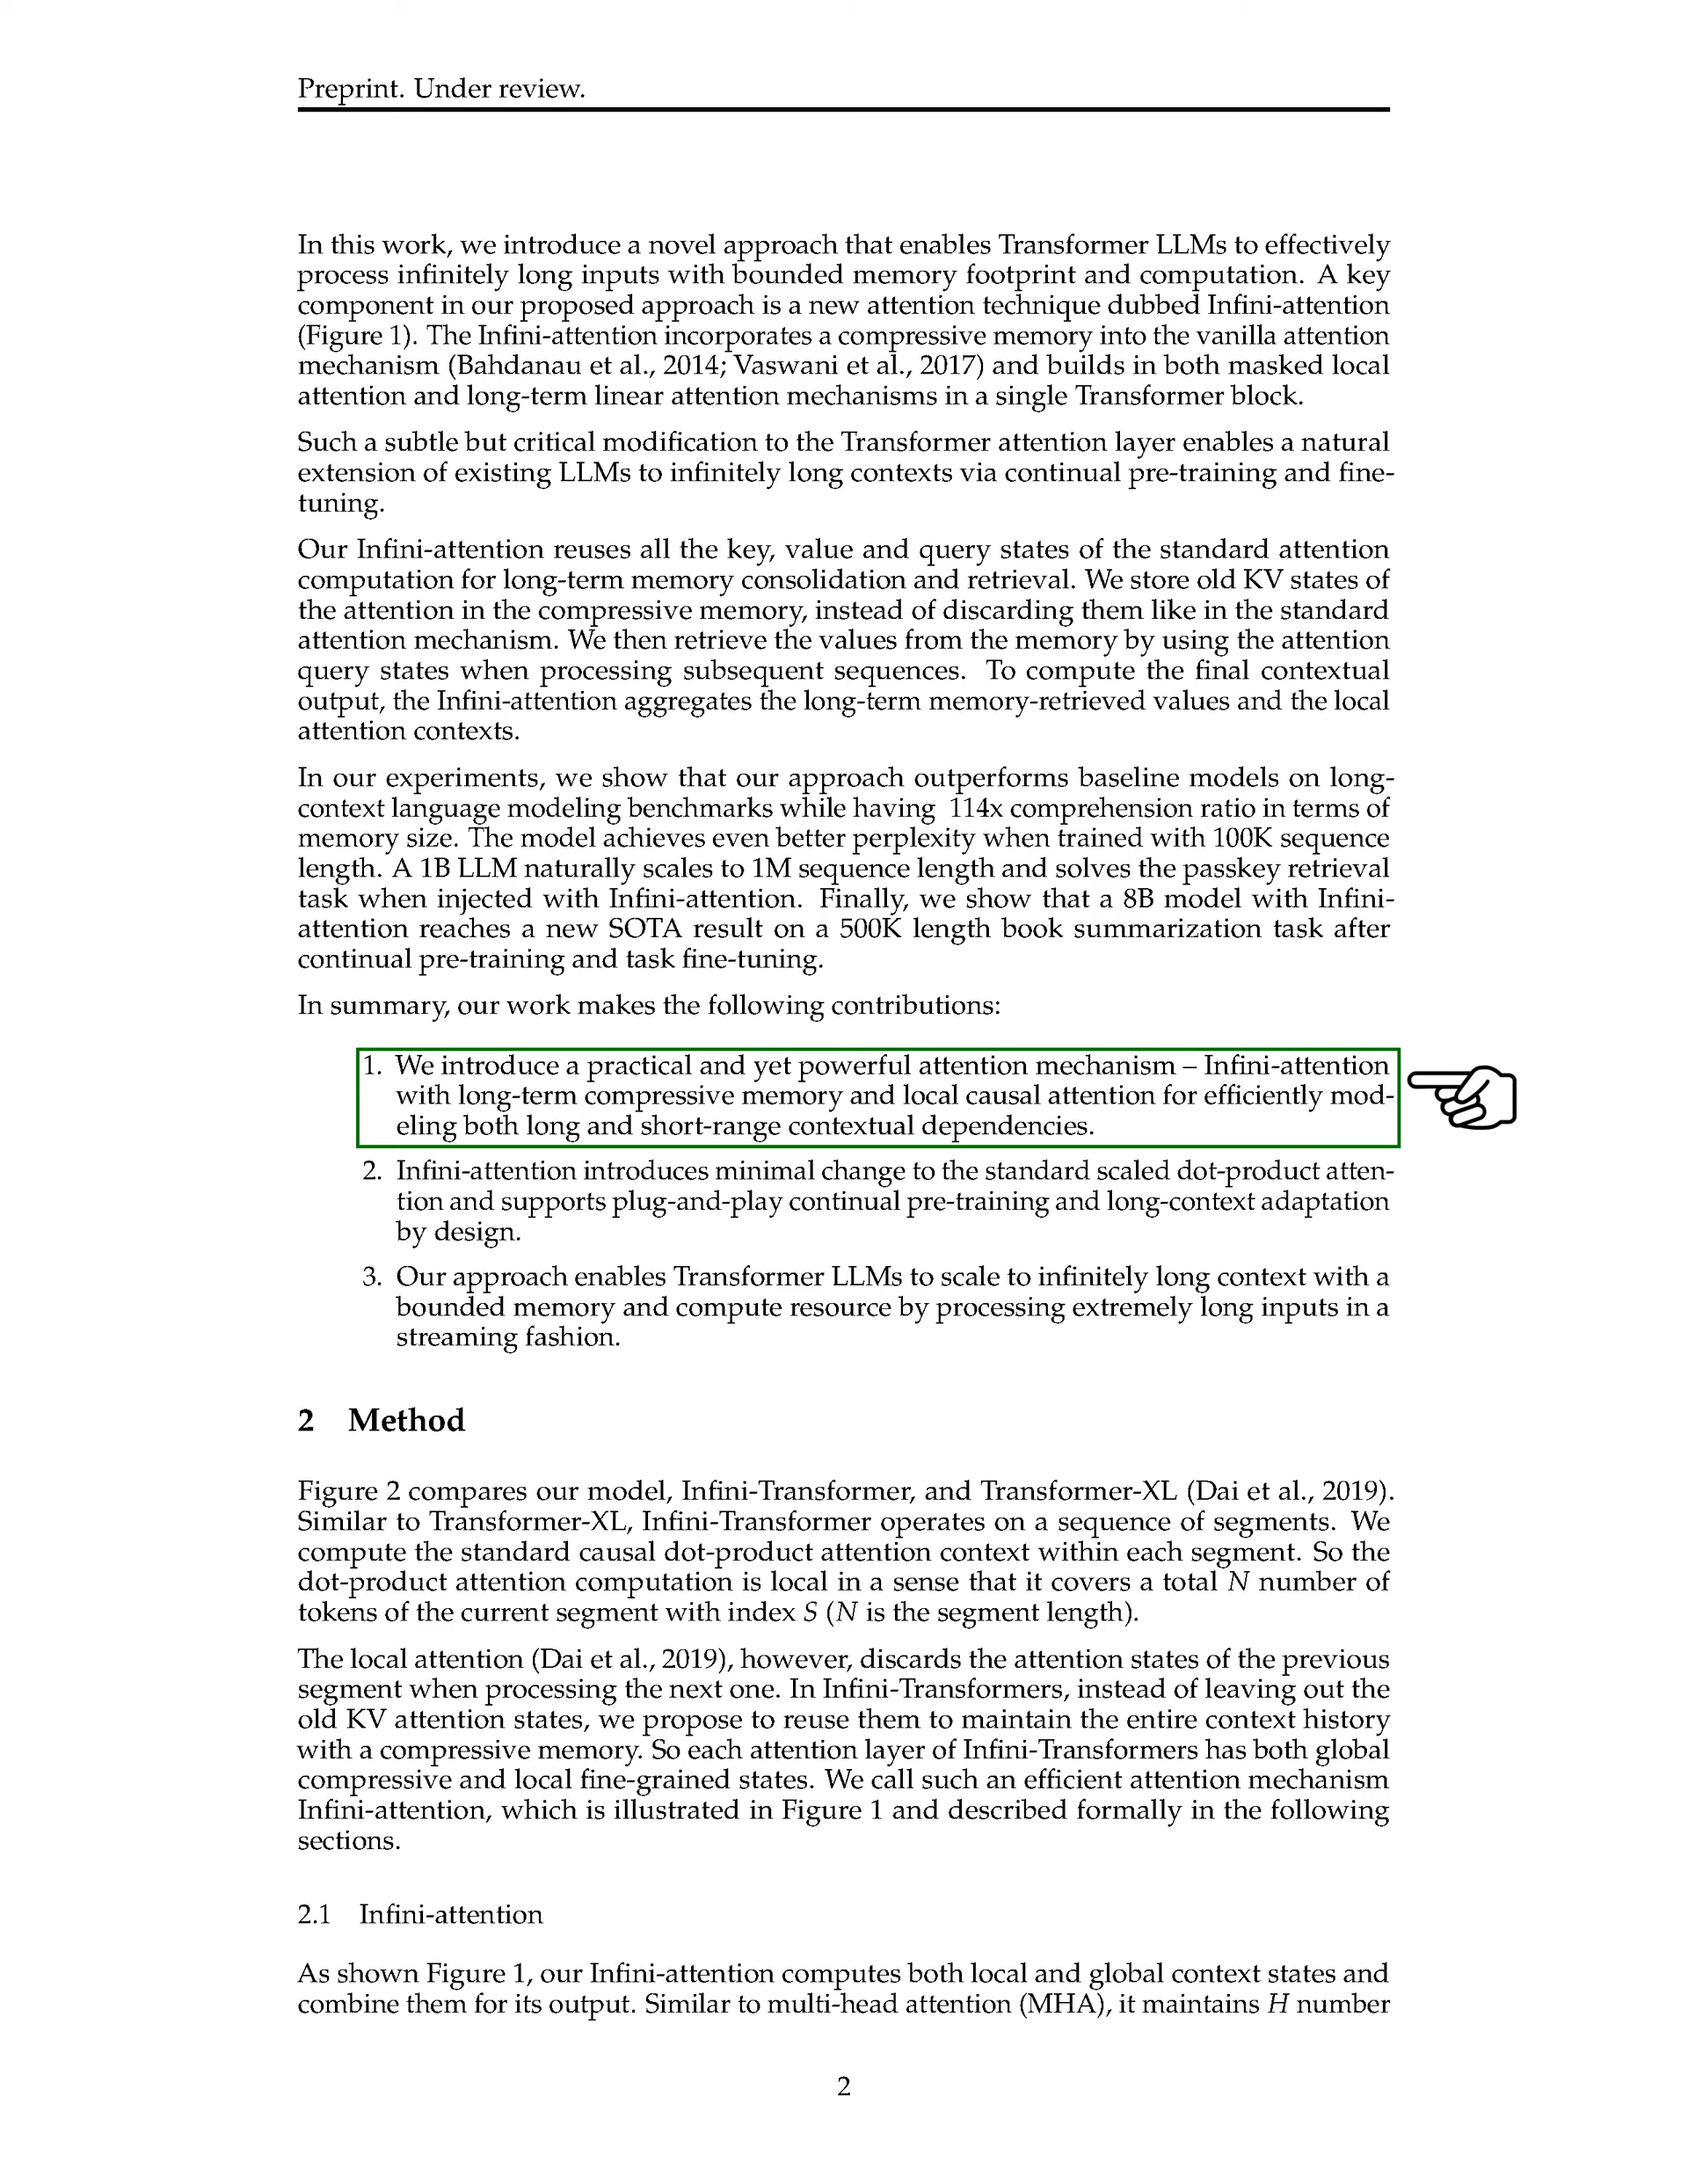 Preprint. Under review.
In this work, we introduce a novel approach that enables Transformer LLMs to effectively
process infinitely long inputs with bounded memory footprint and computation. A key
component in our proposed approach is a new attention technique dubbed Infini-attention
(Figure 1). The Infini-attention incorporates a compressive memory into the vanilla attention
mechanism (Bahdanau et al., 2014; Vaswani et al., 2017) and builds in both masked local
attention and long-term linear attention mechanisms in a single Transformer block.
Such a subtle but critical modification to the Transformer attention layer enables a natural
extension of existing LLMs to infinitely long contexts via continual pre-training and fine-
tuning.
Our Infini-attention reuses all the key, value and query states of the standard attention
computation for long-term memory consolidation and retrieval. We store old KV states of
the attention in the compressive memory, instead of discarding them like in the standard
attention mechanism. We then retrieve the values from the memory by using the attention
query states when processing subsequent sequences. To compute the final contextual
output, the Infini-attention aggregates the long-term memory-retrieved values and the local
attention contexts.
In our experiments, we show that our approach outperforms baseline models on long-
context language modeling benchmarks while having 114x comprehension ratio in terms of
memory size. The model achieves even better perplexity when trained with 100K sequence
length. A 1B LLM naturally scales to 1M sequence length and solves the passkey retrieval
task when injected with Infini-attention. Finally, we show that a 8B model with Infini-
attention reaches a new SOTA result on a 500K length book summarization task after
continual pre-training and task fine-tuning.
In summary, our work makes the following contributions:
1. We introduce a practical and yet powerful attention mechanism – Infini-attention
with long-term compressive memory and local causal attention for efficiently mod-
eling both long and short-range contextual dependencies.
2. Infini-attention introduces minimal change to the standard scaled dot-product atten-
tion and supports plug-and-play continual pre-training and long-context adaptation
by design.
3. Our approach enables Transformer LLMs to scale to infinitely long context with a
bounded memory and compute resource by processing extremely long inputs in a
streaming fashion.
2 Method
Figure 2 compares our model, Infini-Transformer, and Transformer-XL (Dai et al., 2019).
Similar to Transformer-XL, Infini-Transformer operates on a sequence of segments. We
compute the standard causal dot-product attention context within each segment. So the
dot-product attention computation is local in a sense that it covers a total N number of
tokens of the current segment with index S (N is the segment length).
The local attention (Dai et al., 2019), however, discards the attention states of the previous
segment when processing the next one. In Infini-Transformers, instead of leaving out the
old KV attention states, we propose to reuse them to maintain the entire context history
with a compressive memory. So each attention layer of Infini-Transformers has both global
compressive and local fine-grained states. We call such an efficient attention mechanism
Infini-attention, which is illustrated in Figure 1 and described formally in the following
sections.
2.1 Infini-attention
As shown Figure 1, our Infini-attention computes both local and global context states and
combine them for its output. Similar to multi-head attention (MHA), it maintains H number
2